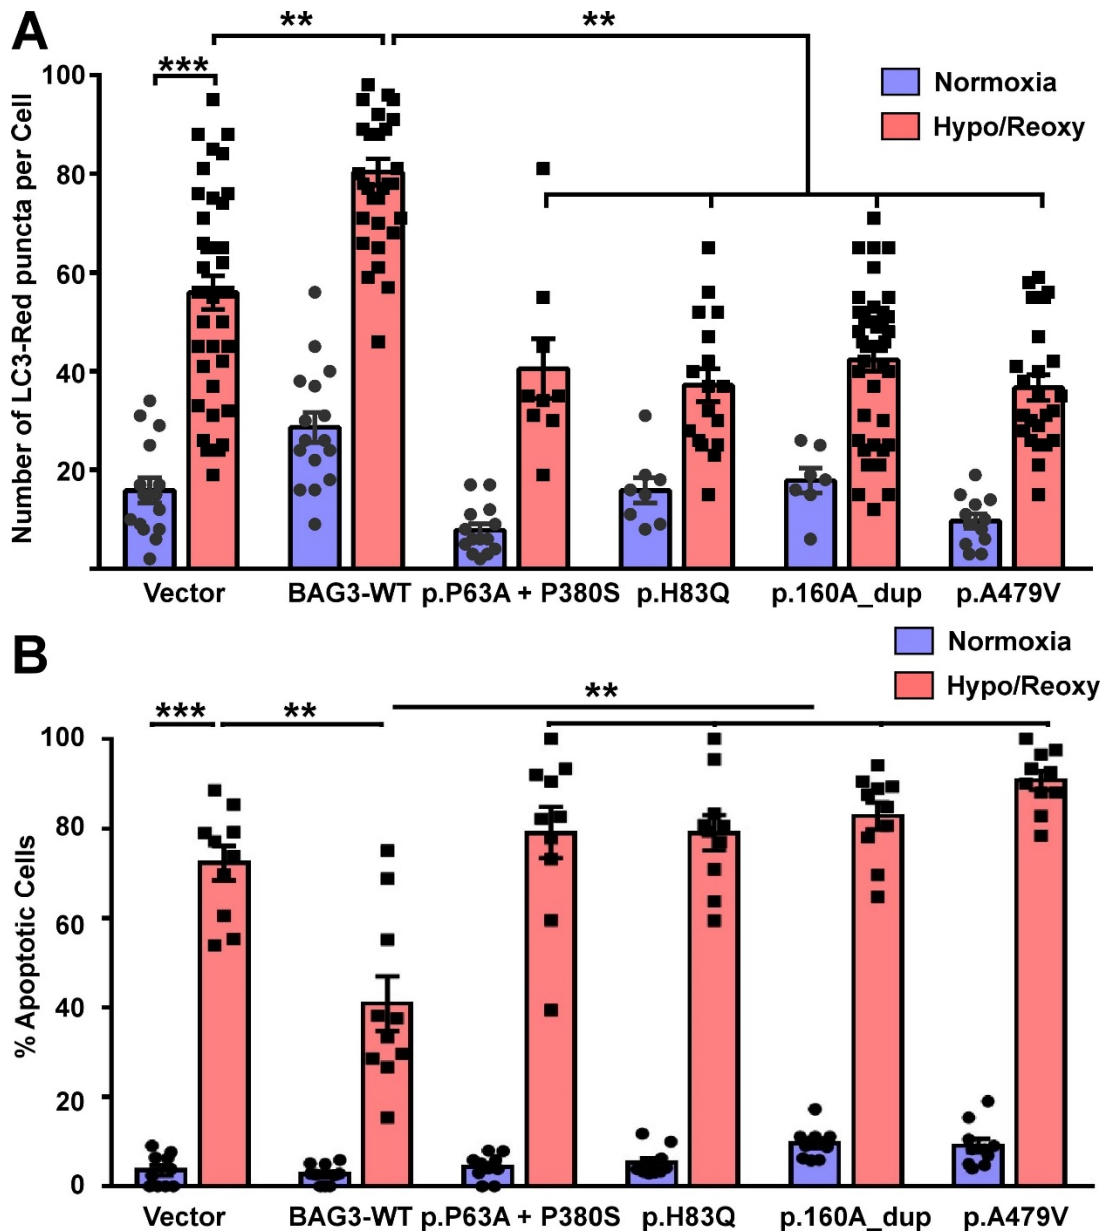 A
** **
***
100
80
60
40
20
Number of LC3-Red puncta per Cell
Normoxia
Hypo/Reoxy
Vector BAG3-WT p.P63A + P380S p.H83Q p.160A_dup p.A479V
B
Normoxia
Hypo/Reoxy
*** ** **
100
80
60
40
20
0
% Apoptotic Cells
Vector BAG3-WT p.P63A + P380S p.H83Q p.160A_dup p.A479V